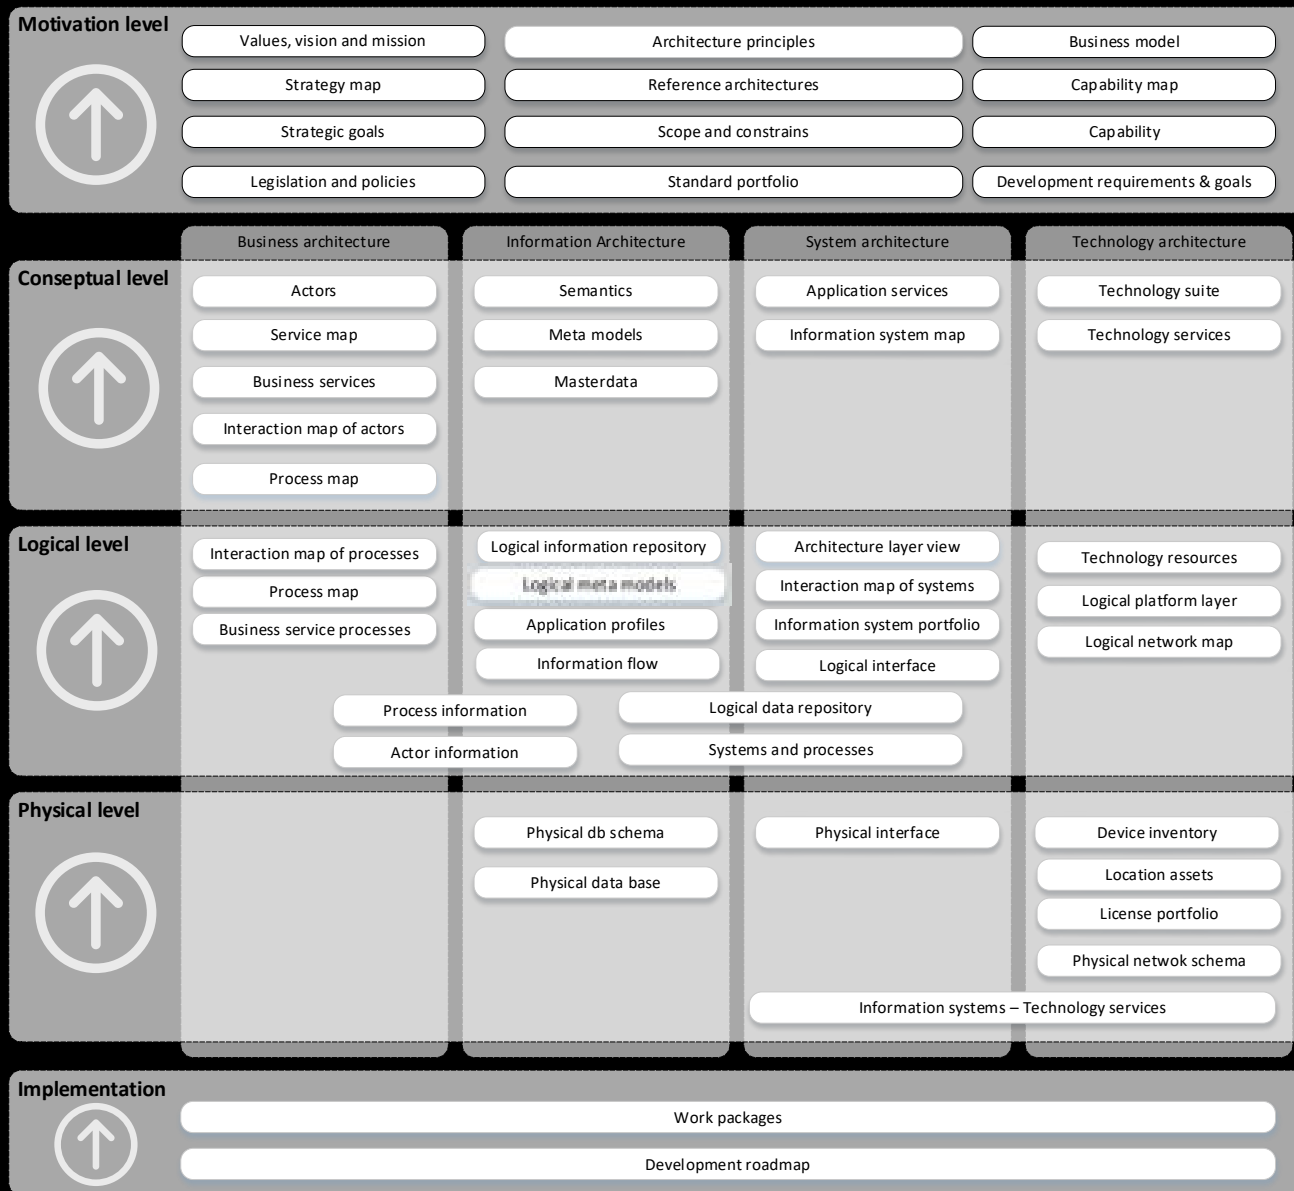 Motivation level
Values, vision and mission
Architecture principles
Business model
Strategy map
Reference architectures
Capability map
Strategic goals
Scope and constrains
Capability
Legislation and policies
Standard portfolio
Development requirements & goals
Business architecture
Information Architecture
System architecture
Technology architecture
Conseptual level
Actors
Semantics
Application services
Technology suite
Service map
Meta models
Information system map
Technology services
Business services
Masterdata
Interaction map of actors
Process map
Logical level
Interaction map of processes
Logical information repository
Architecture layer view
Technology resources
Process map
Logical meta models
Interaction map of systems
Logical platform layer
Business service processes
Application profiles
Information system portfolio
Logical network map
Information flow
Logical interface
Process information
Logical data repository
Actor information
Systems and processes
Physical level
Physical db schema
Physical interface
Device inventory
Physical data base
Location assets
License portfolio
Physical netwok schema
Information systems – Technology services
Implementation
Work packages
Development roadmap